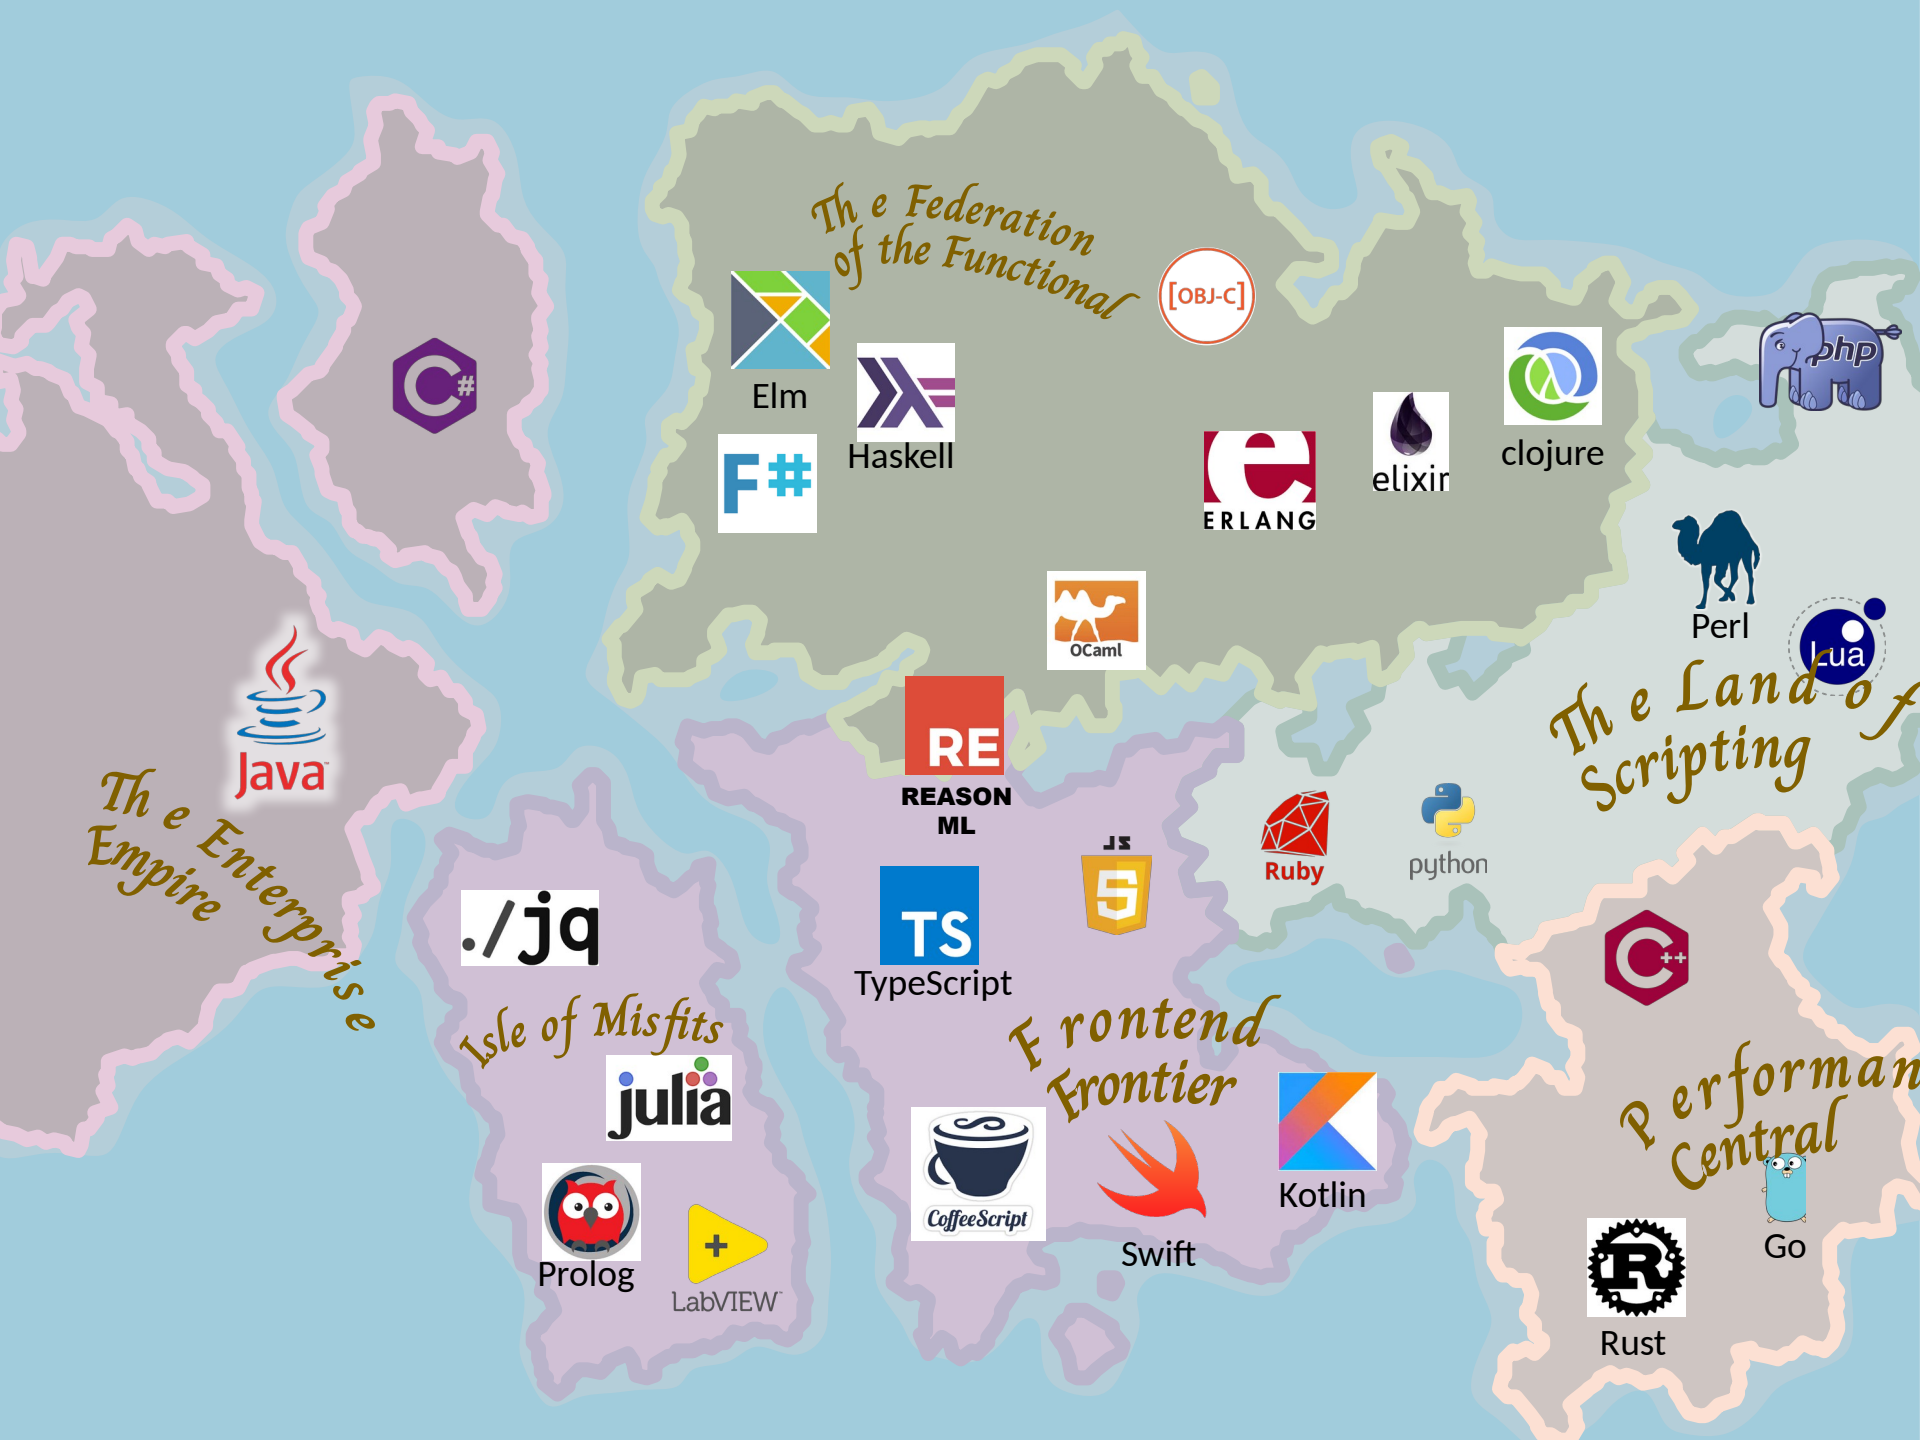 The Federation
of the Functional
[OBJ-C]
Elm
Haskell
F#
C#
php
clojure
elixir
e
ERLANG
Perl
Lua
OCaml
The Land of
Scripting
RE
REASON
ML
Java
The Enterprise
Empire
JS
5
Ruby
python
./jq
TS
TypeScript
C++
Isle of Misfits
Frontend
Frontier
julia
Performan
Central
CoffeeScript
Swift
Kotlin
Prolog
+
LabVIEW
Go
R
Rust